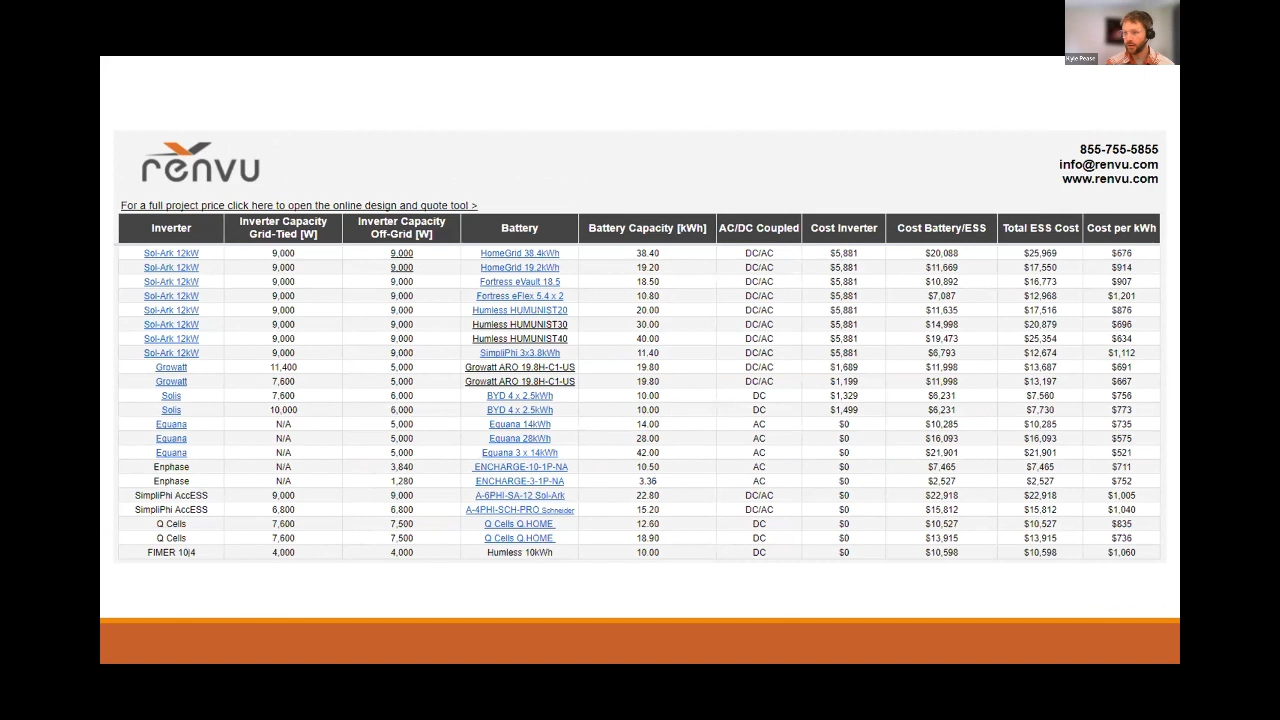 Kyle Pease
renvu
855-755-5855
info@renvu.com
www.renvu.com
For a full project price click here to open the online design and quote tool >
Inverter Inverter Capacity Grid-Tied [W] Inverter Capacity Off-Grid [W] Battery Battery Capacity [kWh] AC/DC Coupled Cost Inverter Cost Battery/ESS Total ESS Cost Cost per kWh
Sol-Ark 12kW 9,000 9,000 HomeGrid 38.4kWh 38.40 DC/AC $5,881 $20,088 $25,969 $676
Sol-Ark 12kW 9,000 9,000 HomeGrid 19.2kWh 19.20 DC/AC $5,881 $11,669 $17,550 $914
Sol-Ark 12kW 9,000 9,000 Fortress eVault 18.5 18.50 DC/AC $5,881 $10,892 $16,773 $907
Sol-Ark 12kW 9,000 9,000 Fortress eFlex 5.4 x 2 10.80 DC/AC $5,881 $7,087 $12,968 $1,201
Sol-Ark 12kW 9,000 9,000 Humless HUMUNIST20 20.00 DC/AC $5,881 $11,635 $17,516 $876
Sol-Ark 12kW 9,000 9,000 Humless HUMUNIST30 30.00 DC/AC $5,881 $14,998 $20,879 $696
Sol-Ark 12kW 9,000 9,000 Humless HUMUNIST40 40.00 DC/AC $5,881 $19,473 $25,354 $634
Sol-Ark 12kW 9,000 9,000 SimpliPhi 3x3.8kWh 11.40 DC/AC $5,881 $6,793 $12,674 $1,112
Growatt 11,400 5,000 Growatt ARO 19.8H-C1-US 19.80 DC/AC $1,689 $11,998 $13,687 $691
Growatt 7,600 5,000 Growatt ARO 19.8H-C1-US 19.80 DC/AC $1,199 $11,998 $13,197 $667
Solis 7,600 6,000 BYD 4 x 2.5kWh 10.00 DC $1,329 $6,231 $7,560 $756
Solis 10,000 6,000 BYD 4 x 2.5kWh 10.00 DC $1,499 $6,231 $7,730 $773
Equana N/A 5,000 Equana 14kWh 14.00 AC $0 $10,285 $10,285 $735
Equana N/A 5,000 Equana 28kWh 28.00 AC $0 $16,093 $16,093 $575
Equana N/A 5,000 Equana 3 x 14kWh 42.00 AC $0 $21,901 $21,901 $521
Enphase N/A 3,840 ENCHARGE-10-1P-NA 10.50 AC $0 $7,465 $7,465 $711
Enphase N/A 1,280 ENCHARGE-3-1P-NA 3.36 AC $0 $2,527 $2,527 $752
SimpliPhi AccESS 9,000 9,000 A-6PHI-SA-12 Sol-Ark 22.80 DC/AC $0 $22,918 $22,918 $1,005
SimpliPhi AccESS 6,800 6,800 A-4PHI-SCH-PRO Schneider 15.20 DC/AC $0 $15,812 $15,812 $1,040
Q Cells 7,600 7,500 Q Cells Q.HOME 12.60 DC $0 $10,527 $10,527 $835
Q Cells 7,600 7,500 Q Cells Q.HOME 18.90 DC $0 $13,915 $13,915 $736
FIMER 10|4 4,000 4,000 Humless 10kWh 10.00 DC $0 $10,598 $10,598 $1,060